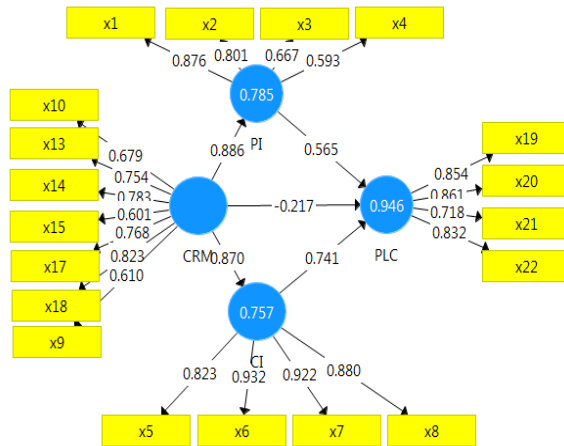 x1
x2
x3
x4
0.876
0.801
0.667
0.593
0.785
PI
x10
x13
x14
x15
x17
x18
x9
0.679
0.754
0.783
0.601
0.768
0.823
0.610
0.886
0.565
CRM
-0.217
0.870
0.741
0.946
PLC
x19
x20
x21
x22
0.854
0.861
0.718
0.832
0.757
CI
0.823
0.932
0.922
0.880
x5
x6
x7
x8